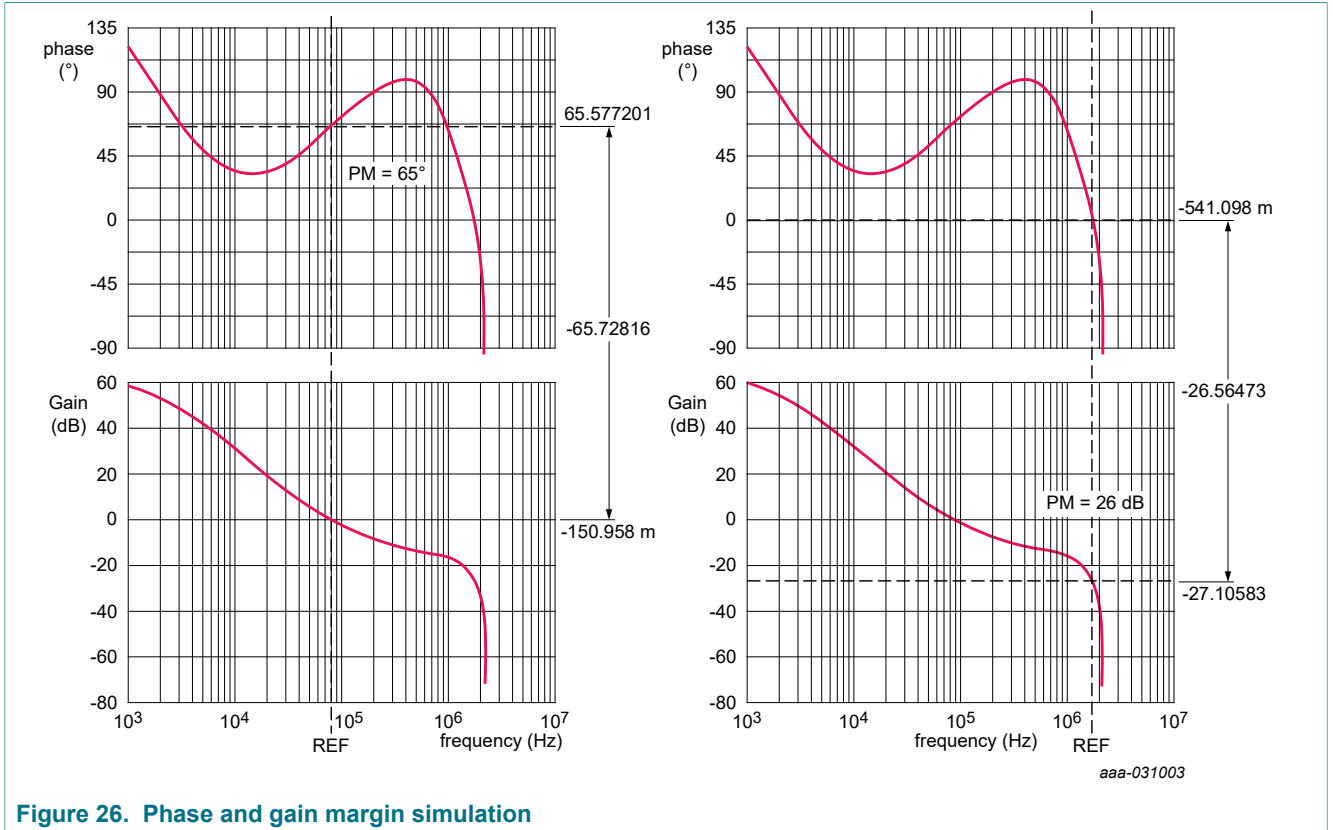 135
phase
(°)
90
45
0
-45
-90
PM = 65°
65.577201
-65.72816
-150.958 m
60
Gain
(dB)
40
20
0
-20
-40
-60
-80
10³
10⁴
10⁵
10⁶
10⁷
frequency (Hz)
REF
135
phase
(°)
90
45
0
-45
-90
-541.098 m
-26.56473
-27.10583
60
Gain
(dB)
40
20
0
-20
-40
-60
-80
PM = 26 dB
10³
10⁴
10⁵
10⁶
10⁷
frequency (Hz)
REF
aaa-031003
Figure 26. Phase and gain margin simulation